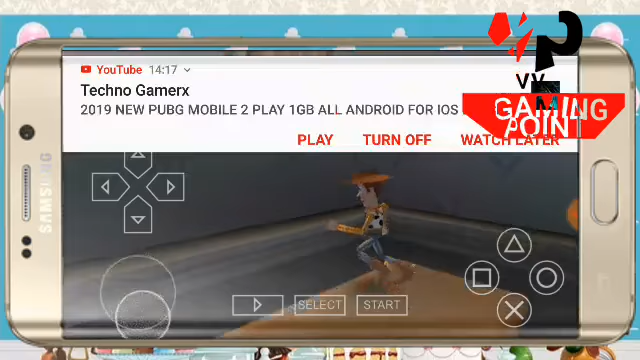 YouTube 14:17
Techno Gamerx
2019 NEW PUBG MOBILE 2 PLAY 1GB ALL ANDROID FOR IOS
PLAY TURN OFF WATCH LATER
GAMING
POINT
SAMSUNG
SELECT START